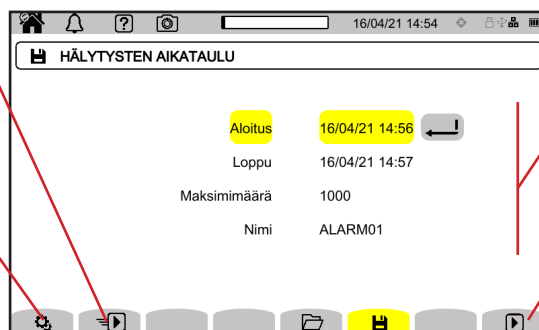 16/04/21 14:54
HÄLYTYSTEN AIKATAULU
Aloitus 16/04/21 14:56
Loppu 16/04/21 14:57
Maksimimäärä 1000
Nimi ALARM01